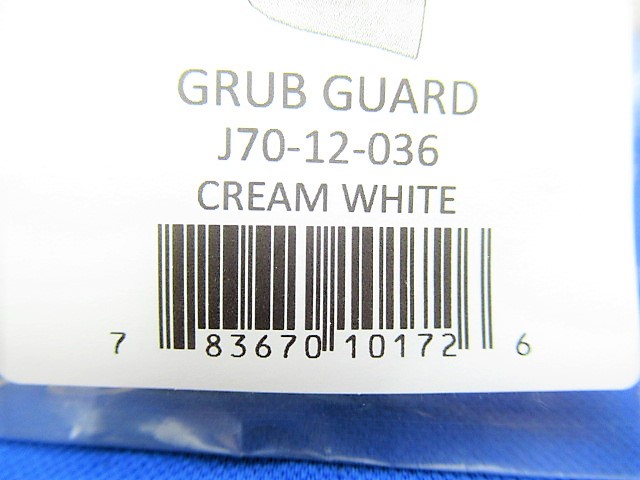 GRUB GUARD
J70-12-036
CREAM WHITE
7 83670 10172 6